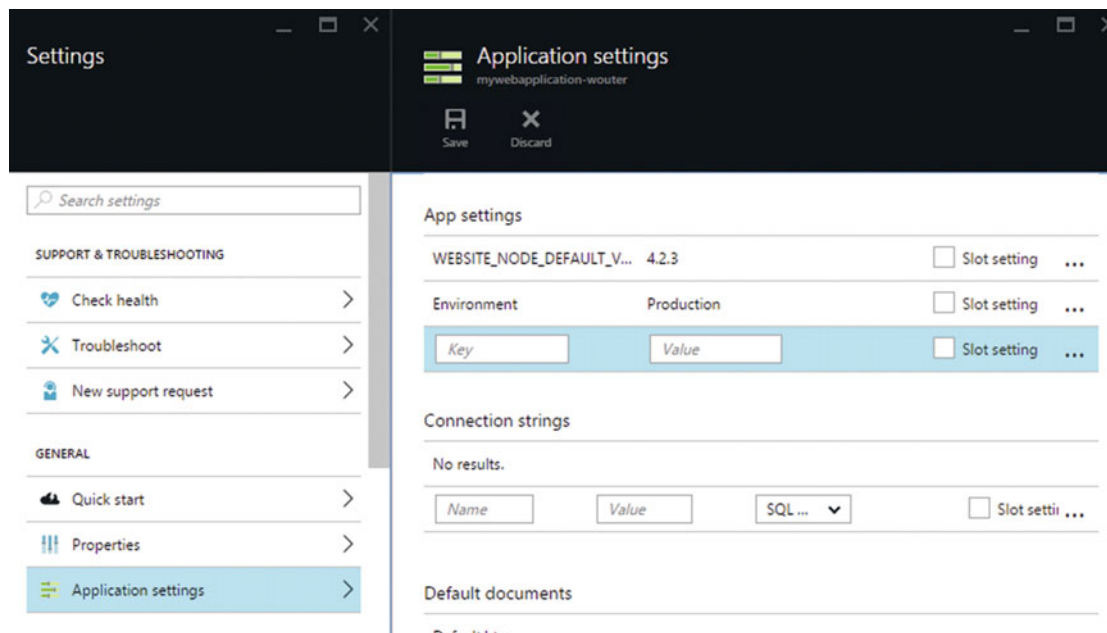 Settings
Search settings
SUPPORT & TROUBLESHOOTING
Check health
Troubleshoot
New support request
GENERAL
Quick start
Properties
Application settings
Application settings
mywebapplication-wouter
Save Discard
App settings
WEBSITE_NODE_DEFAULT_V... 4.2.3 Slot setting ...
Environment Production Slot setting ...
Key Value Slot setting ...
Connection strings
No results.
Name Value SQL ... Slot settin ...
Default documents